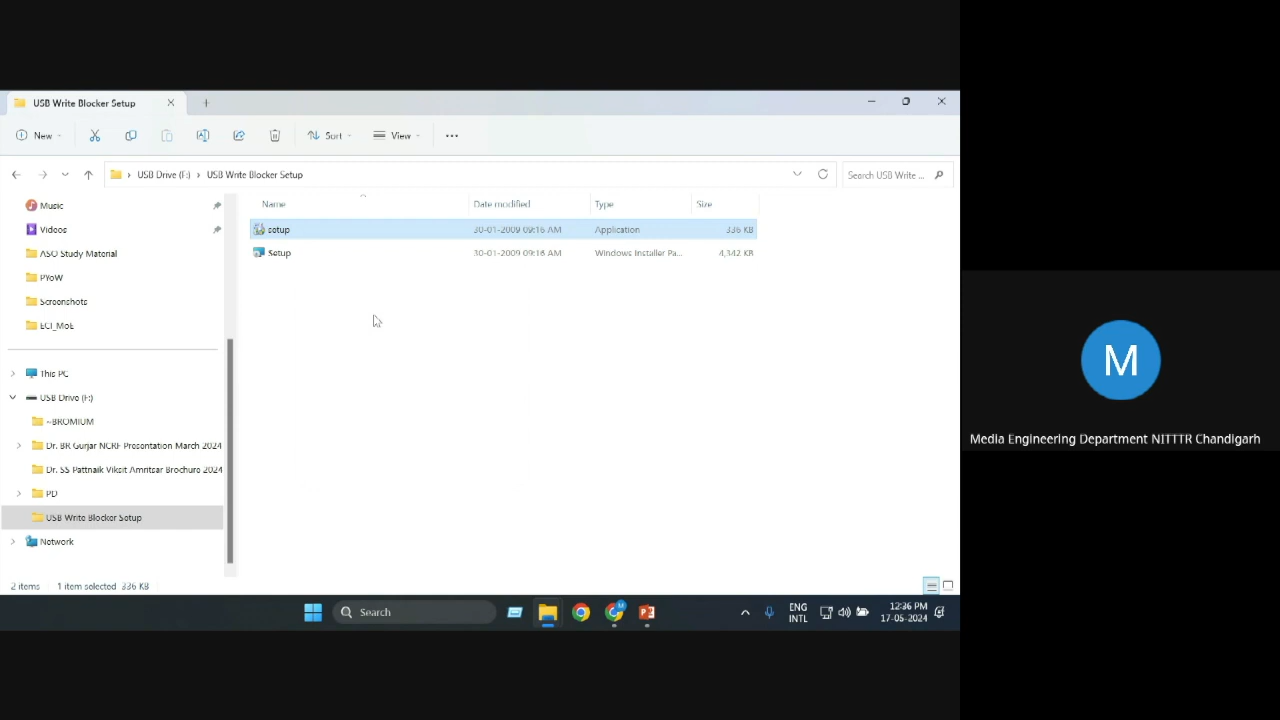 USB Write Blocker Setup
New
Sort
View
USB Drive (F:) › USB Write Blocker Setup
Search USB Write ...
Name Date modified Type Size
setup 30-01-2009 09:16 AM Application 336 KB
Setup 30-01-2009 09:16 AM Windows Installer Pa... 4,342 KB
Music
Videos
ASO Study Material
PYoW
Screenshots
ECI_MoE
This PC
USB Drive (F:)
~BROMIUM
Dr. BR Gurjar NCRF Presentation March 2024
Dr. SS Pattnaik Viksit Amritsar Brochure 2024
PD
USB Write Blocker Setup
Network
2 items 1 item selected 336 KB
Search
ENG
INTL
12:36 PM
17-05-2024
M
Media Engineering Department NITTTR Chandigarh